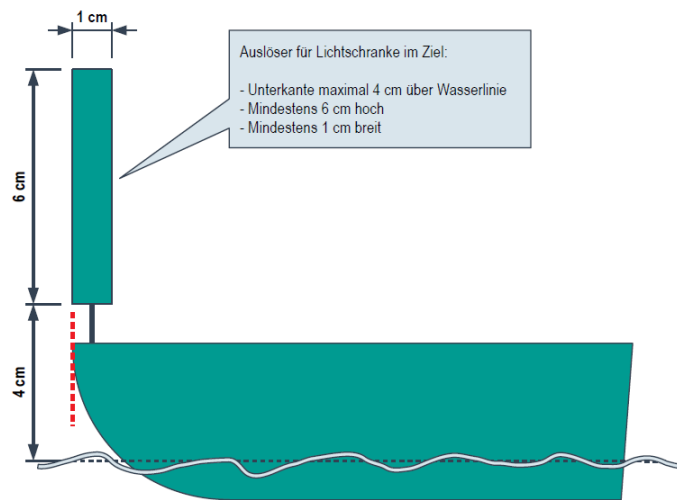 1 cm
Auslöser für Lichtschranke im Ziel:
- Unterkante maximal 4 cm über Wasserlinie
- Mindestens 6 cm hoch
- Mindestens 1 cm breit
6 cm
4 cm